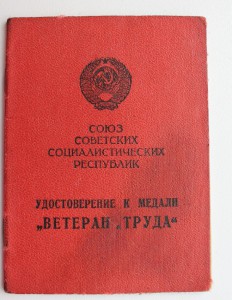 СОЮЗ
СОВЕТСКИХ
СОЦИАЛИСТИЧЕСКИХ
РЕСПУБЛИК
УДОСТОВЕРЕНИЕ К МЕДАЛИ
„ВЕТЕРАН ТРУДА“